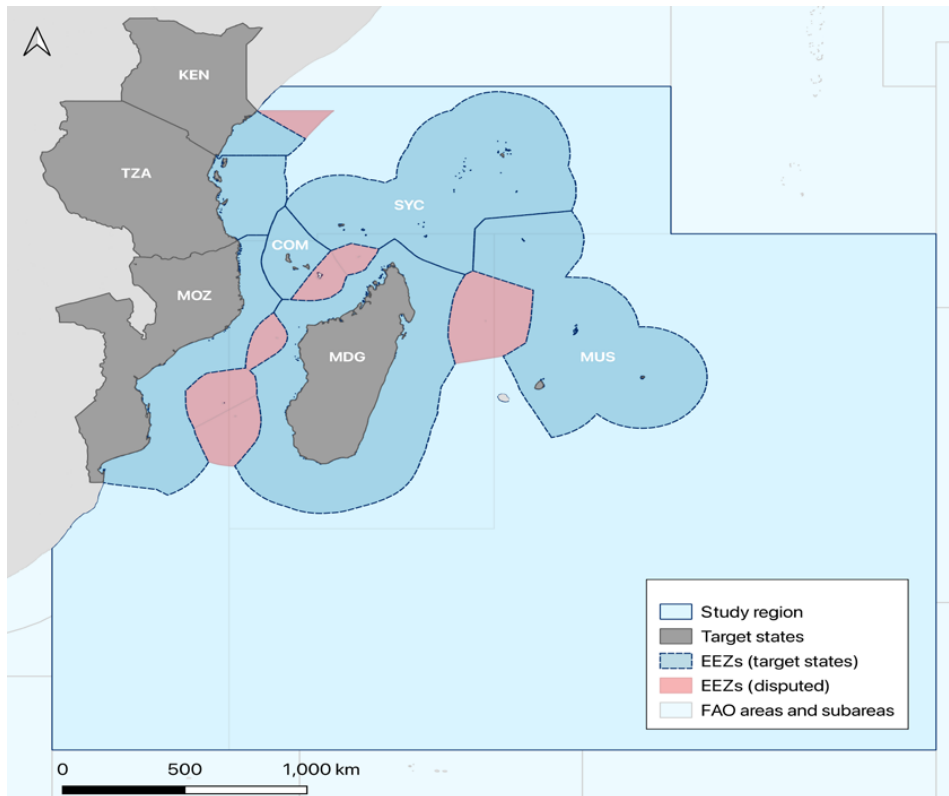 KEN
TZA
SYC
COM
MOZ
MDG
MUS
Study region
Target states
EEZs (target states)
EEZs (disputed)
FAO areas and subareas
0 500 1,000 km